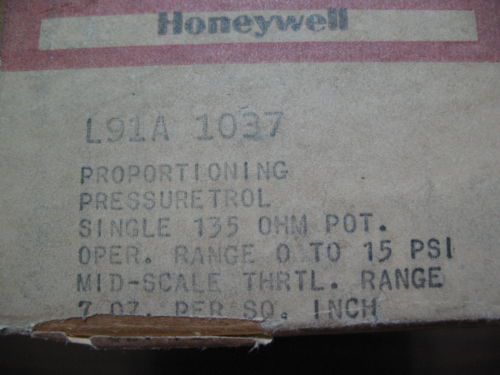 Honeywell
L91A 1037
PROPORTIONING
PRESSURETROL
SINGLE 135 OHM POT.
OPER. RANGE 0 TO 15 PSI
MID-SCALE THRTL. RANGE
7 OZ. PER SQ. INCH